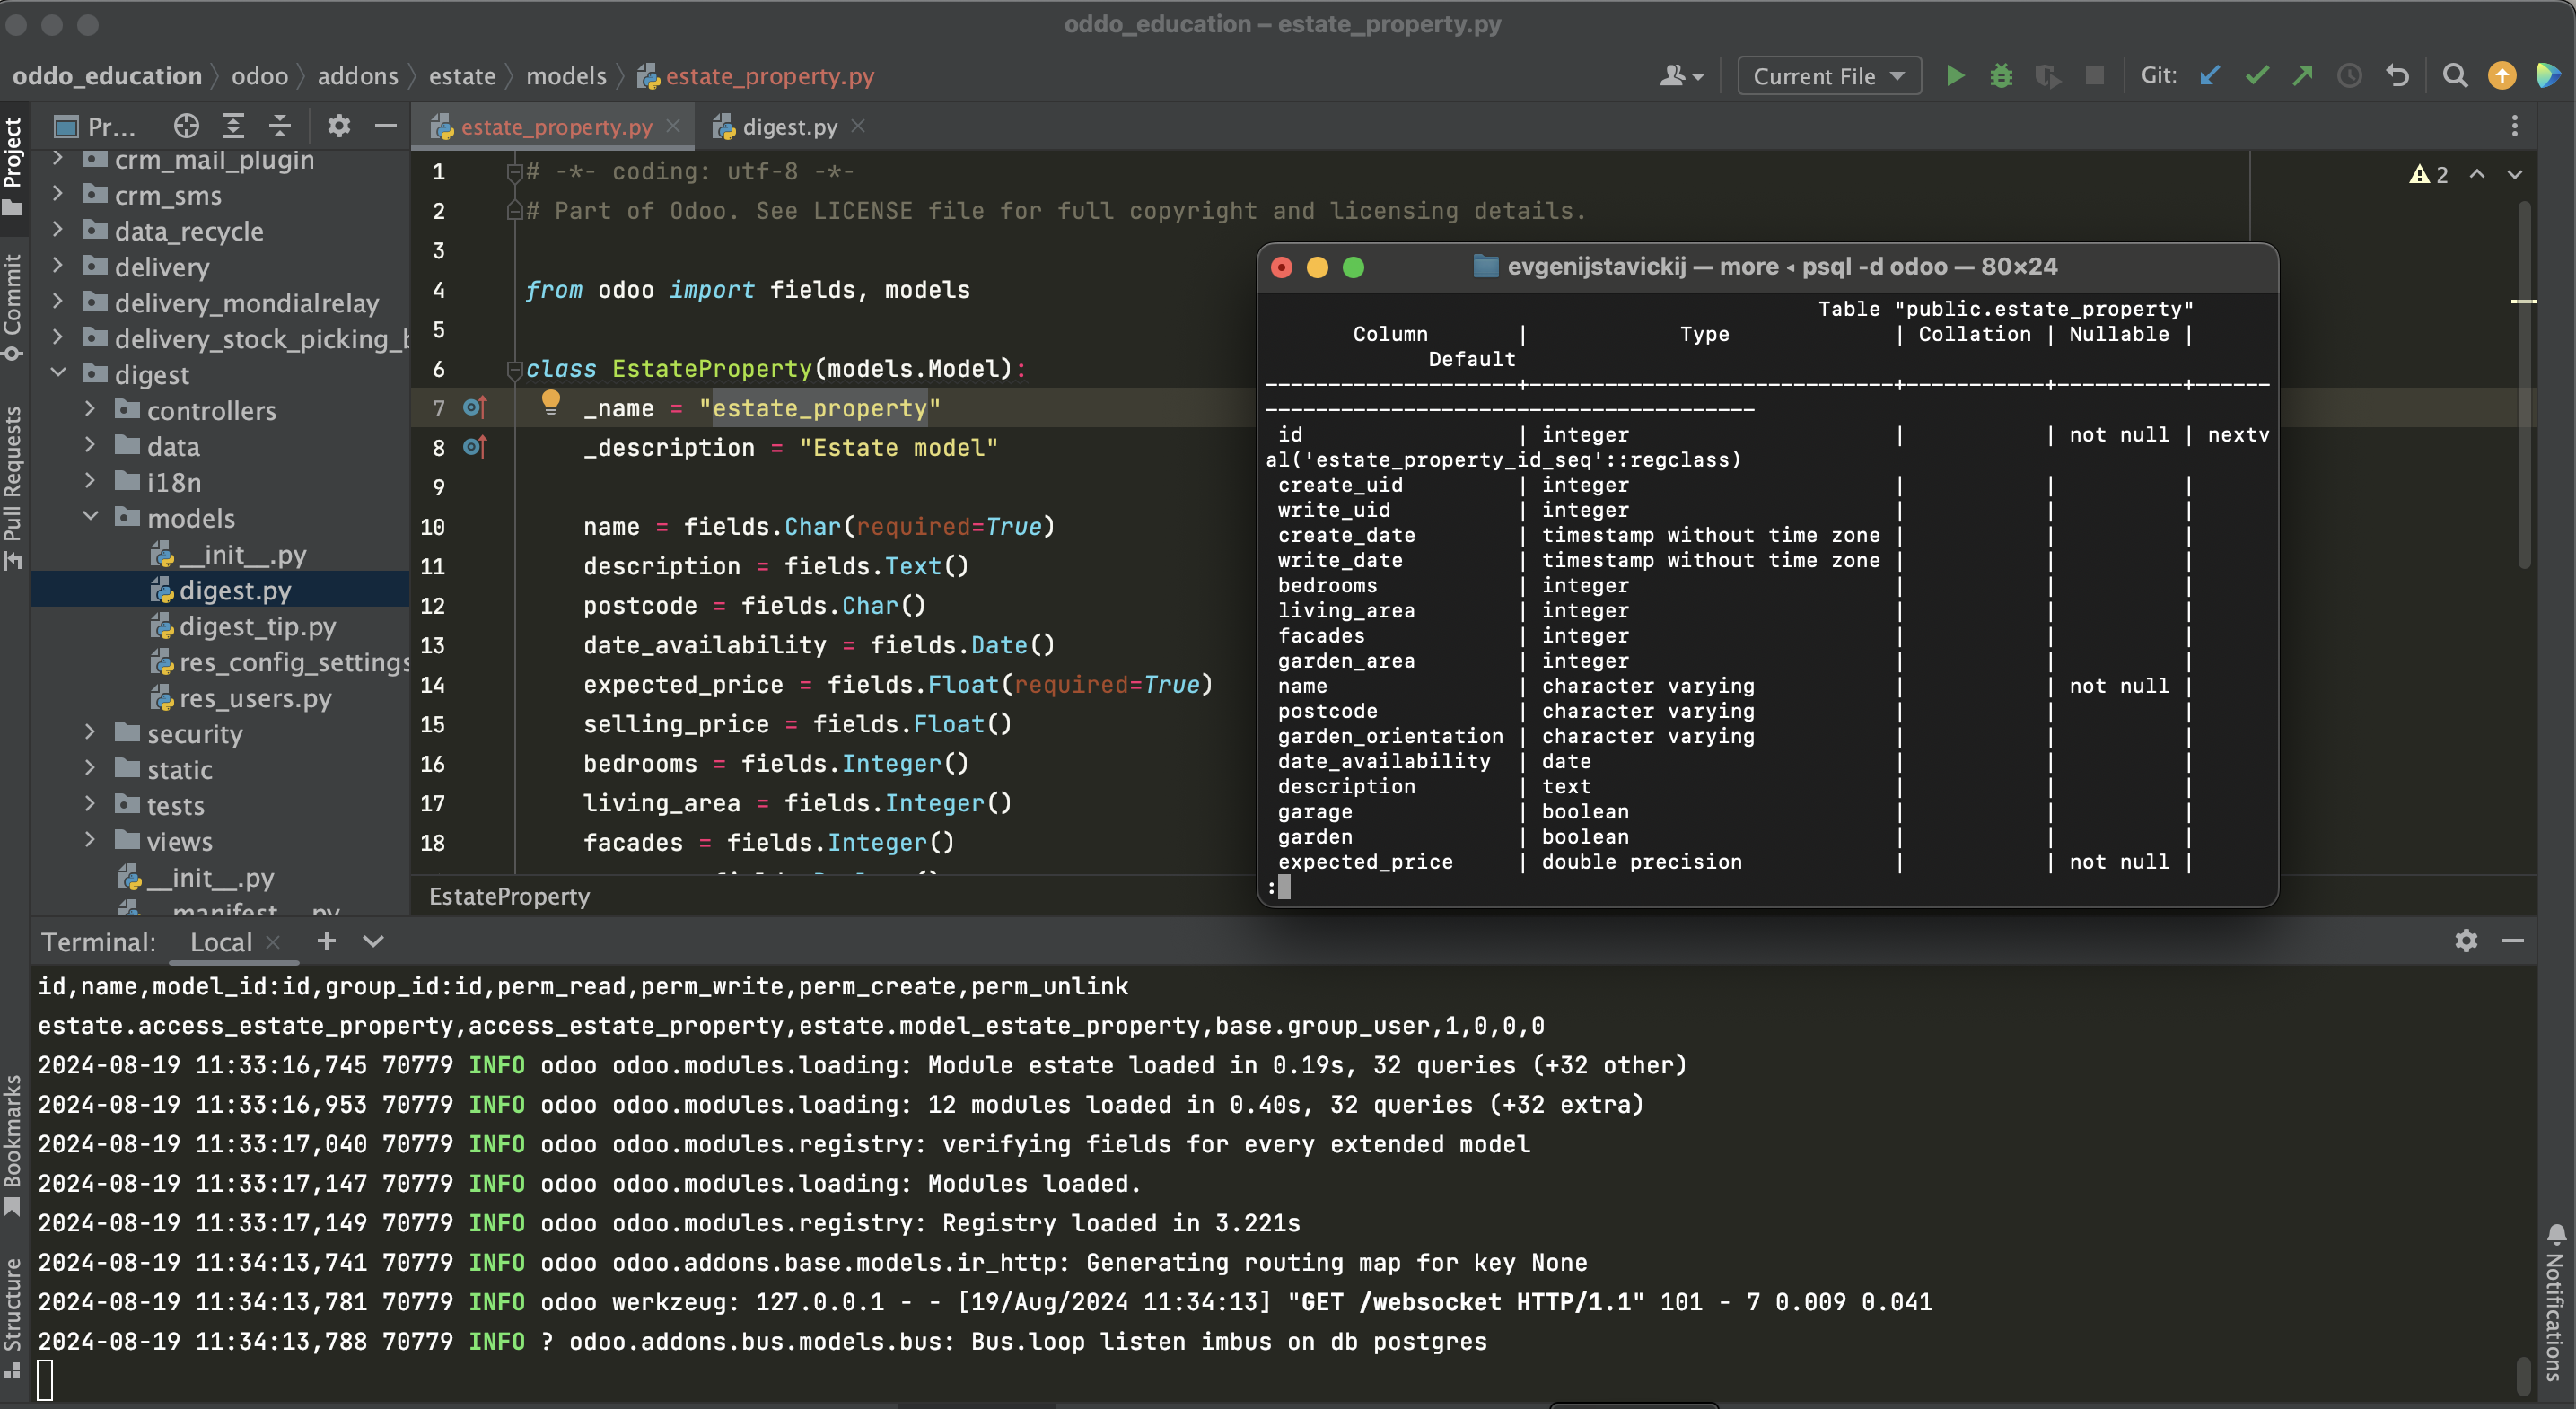 oddo_education – estate_property.py
oddo_education › odoo › addons › estate › models › estate_property.py
Current File
Git:
Project
Commit
Pull Requests
Bookmarks
Structure
Notifications
Pr...
crm_mail_plugin
crm_sms
data_recycle
delivery
delivery_mondialrelay
delivery_stock_picking_b
digest
controllers
data
i18n
models
__init__.py
digest.py
digest_tip.py
res_config_settings
res_users.py
security
static
tests
views
__init__.py
__manifest__.py
estate_property.py
digest.py
2
1 # -*- coding: utf-8 -*-
2 # Part of Odoo. See LICENSE file for full copyright and licensing details.
3
4 from odoo import fields, models
5
6 class EstateProperty(models.Model):
7 _name = "estate_property"
8 _description = "Estate model"
9
10 name = fields.Char(required=True)
11 description = fields.Text()
12 postcode = fields.Char()
13 date_availability = fields.Date()
14 expected_price = fields.Float(required=True)
15 selling_price = fields.Float()
16 bedrooms = fields.Integer()
17 living_area = fields.Integer()
18 facades = fields.Integer()
EstateProperty
evgenijstavickij — more ◂ psql -d odoo — 80×24
Table "public.estate_property"
Column | Type | Collation | Nullable |
Default
--------------------+-----------------------------+-----------+----------+------
---------------------------------------
id | integer | | not null | nextv
al('estate_property_id_seq'::regclass)
create_uid | integer | | |
write_uid | integer | | |
create_date | timestamp without time zone | | |
write_date | timestamp without time zone | | |
bedrooms | integer | | |
living_area | integer | | |
facades | integer | | |
garden_area | integer | | |
name | character varying | | not null |
postcode | character varying | | |
garden_orientation | character varying | | |
date_availability | date | | |
description | text | | |
garage | boolean | | |
garden | boolean | | |
expected_price | double precision | | not null |
:
Terminal: Local
id,name,model_id:id,group_id:id,perm_read,perm_write,perm_create,perm_unlink
estate.access_estate_property,access_estate_property,estate.model_estate_property,base.group_user,1,0,0,0
2024-08-19 11:33:16,745 70779 INFO odoo odoo.modules.loading: Module estate loaded in 0.19s, 32 queries (+32 other)
2024-08-19 11:33:16,953 70779 INFO odoo odoo.modules.loading: 12 modules loaded in 0.40s, 32 queries (+32 extra)
2024-08-19 11:33:17,040 70779 INFO odoo odoo.modules.registry: verifying fields for every extended model
2024-08-19 11:33:17,147 70779 INFO odoo odoo.modules.loading: Modules loaded.
2024-08-19 11:33:17,149 70779 INFO odoo odoo.modules.registry: Registry loaded in 3.221s
2024-08-19 11:34:13,741 70779 INFO odoo odoo.addons.base.models.ir_http: Generating routing map for key None
2024-08-19 11:34:13,781 70779 INFO odoo werkzeug: 127.0.0.1 - - [19/Aug/2024 11:34:13] "GET /websocket HTTP/1.1" 101 - 7 0.009 0.041
2024-08-19 11:34:13,788 70779 INFO ? odoo.addons.bus.models.bus: Bus.loop listen imbus on db postgres